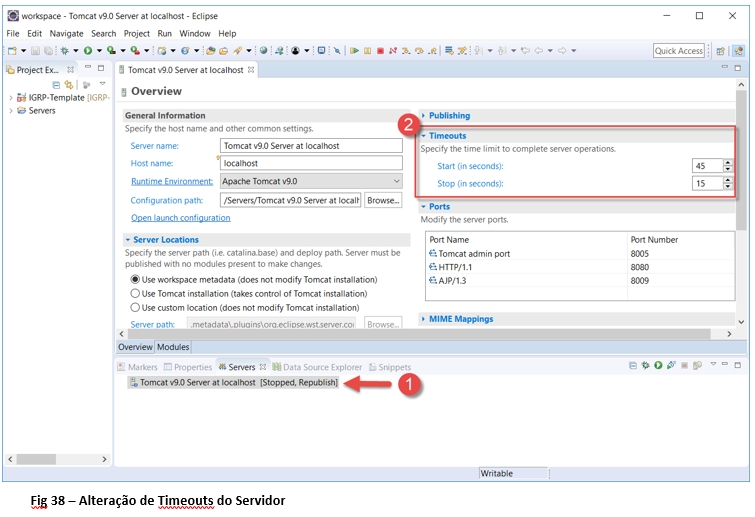 workspace - Tomcat v9.0 Server at localhost - Eclipse
File Edit Navigate Search Project Run Window Help
Quick Access
Project Ex...
IGRP-Template [IGRP-
Servers
Tomcat v9.0 Server at localhost
Overview
General Information
Specify the host name and other common settings.
Server name: Tomcat v9.0 Server at localhost
Host name: localhost
Runtime Environment: Apache Tomcat v9.0
Configuration path: /Servers/Tomcat v9.0 Server at localh Browse...
Open launch configuration
Server Locations
Specify the server path (i.e. catalina.base) and deploy path. Server must be
published with no modules present to make changes.
Use workspace metadata (does not modify Tomcat installation)
Use Tomcat installation (takes control of Tomcat installation)
Use custom location (does not modify Tomcat installation)
Server path: .metadata\.plugins\org.eclipse.wst.server.coi Browse...
2
Publishing
Timeouts
Specify the time limit to complete server operations.
Start (in seconds): 45
Stop (in seconds): 15
Ports
Modify the server ports.
Port Name Port Number
Tomcat admin port 8005
HTTP/1.1 8080
AJP/1.3 8009
MIME Mappings
Overview Modules
Markers Properties Servers Data Source Explorer Snippets
Tomcat v9.0 Server at localhost [Stopped, Republish]
1
Writable
Fig 38 – Alteração de Timeouts do Servidor